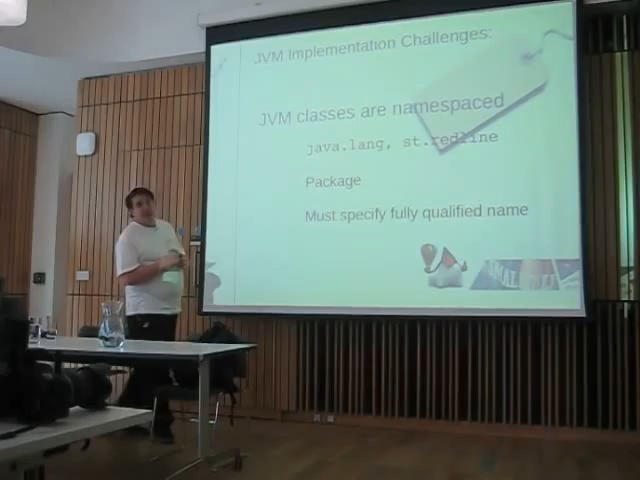 JVM Implementation Challenges:
JVM classes are namespaced
java.lang, st.redline
Package
Must specify fully qualified name